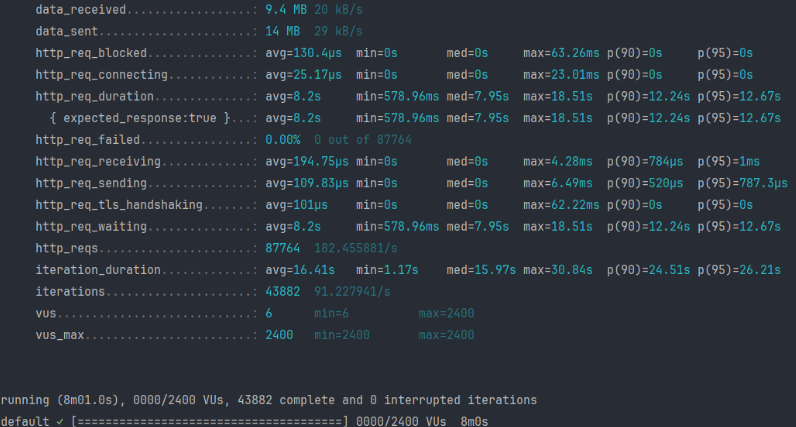 data_received..................: 9.4 MB 20 kB/s
data_sent......................: 14 MB  29 kB/s
http_req_blocked...............: avg=130.4µs  min=0s       med=0s     max=63.26ms p(90)=0s     p(95)=0s
http_req_connecting............: avg=25.17µs  min=0s       med=0s     max=23.01ms p(90)=0s     p(95)=0s
http_req_duration..............: avg=8.2s     min=578.96ms med=7.95s  max=18.51s  p(90)=12.24s p(95)=12.67s
{ expected_response:true }...: avg=8.2s     min=578.96ms med=7.95s  max=18.51s  p(90)=12.24s p(95)=12.67s
http_req_failed................: 0.00%  0 out of 87764
http_req_receiving.............: avg=194.75µs min=0s       med=0s     max=4.28ms  p(90)=784µs  p(95)=1ms
http_req_sending...............: avg=109.83µs min=0s       med=0s     max=6.49ms  p(90)=520µs  p(95)=787.3µs
http_req_tls_handshaking.......: avg=101µs    min=0s       med=0s     max=62.22ms p(90)=0s     p(95)=0s
http_req_waiting...............: avg=8.2s     min=578.96ms med=7.95s  max=18.51s  p(90)=12.24s p(95)=12.67s
http_reqs......................: 87764  182.455881/s
iteration_duration.............: avg=16.41s   min=1.17s    med=15.97s max=30.84s  p(90)=24.51s p(95)=26.21s
iterations.....................: 43882  91.227941/s
vus............................: 6      min=6          max=2400
vus_max........................: 2400   min=2400       max=2400
running (8m01.0s), 0000/2400 VUs, 43882 complete and 0 interrupted iterations
default ✓ [======================================] 0000/2400 VUs  8m0s